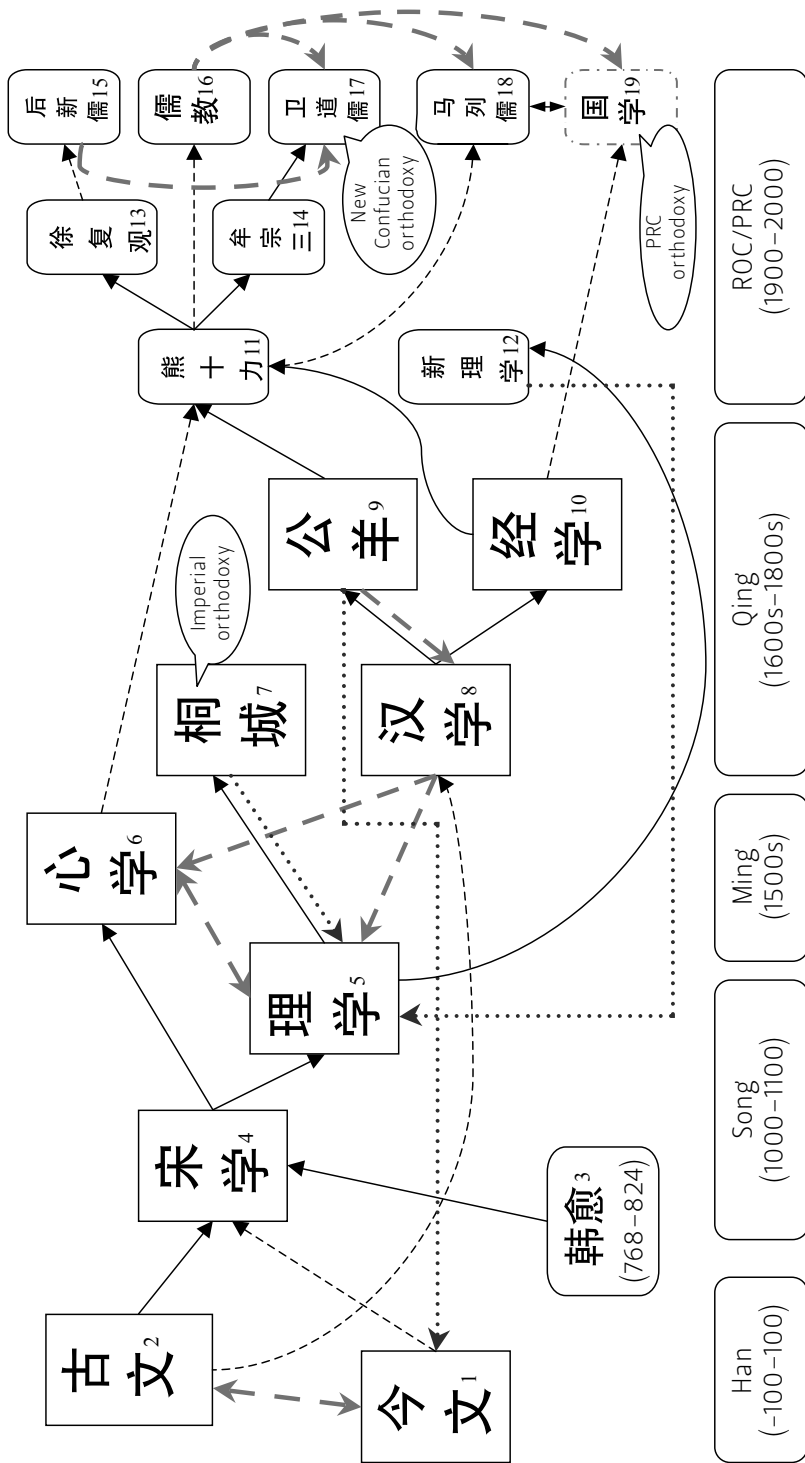 古
文2
今
文1
宋
学4
韩愈3
(768–824)
理
学5
心
学6
桐
城7
Imperial
orthodoxy
汉
学8
公
羊9
经
学10
熊
十
力11
新
理
学12
徐
复
观13
牟
宗
三14
后
新
儒15
儒
教16
卫
道
儒17
New
Confucian
orthodoxy
马
列
儒18
国
学19
PRC
orthodoxy
Han
(-100–100)
Song
(1000–1100)
Ming
(1500s)
Qing
(1600s–1800s)
ROC/PRC
(1900–2000)